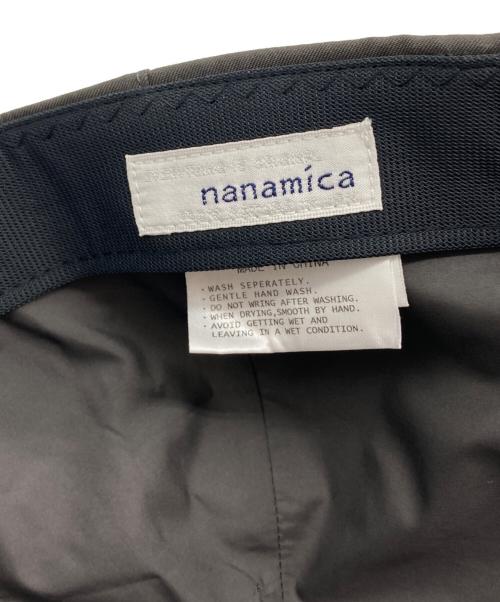 nanamica
MADE IN CHINA
・WASH SEPERATELY.
・GENTLE HAND WASH.
・DO NOT WRING AFTER WASHING.
・WHEN DRYING,SMOOTH BY HAND.
・AVOID GETTING WET AND
LEAVING IN A WET CONDITION.